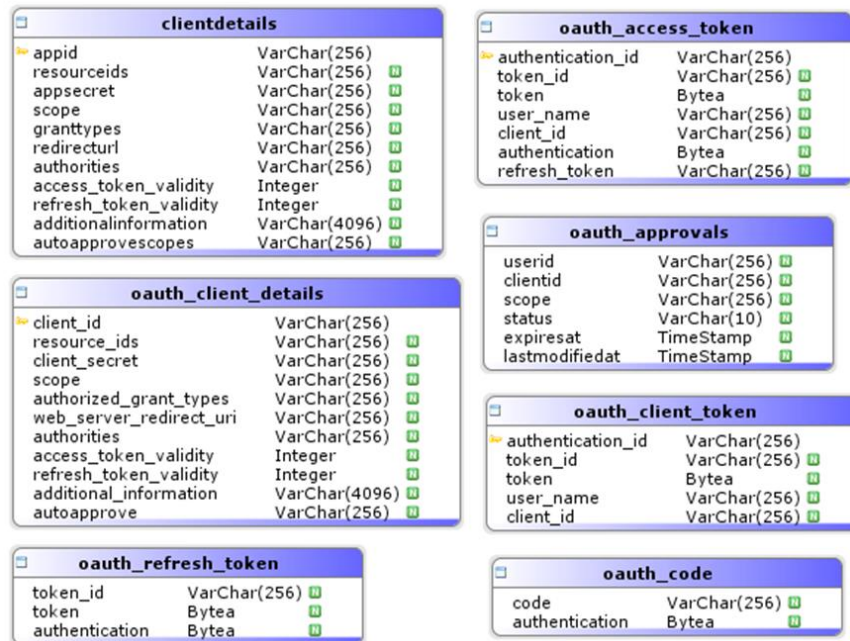 clientdetails
appid VarChar(256)
resourceids VarChar(256) N
appsecret VarChar(256) N
scope VarChar(256) N
granttypes VarChar(256) N
redirecturl VarChar(256) N
authorities VarChar(256) N
access_token_validity Integer N
refresh_token_validity Integer N
additionalinformation VarChar(4096) N
autoapprovescopes VarChar(256) N
oauth_access_token
authentication_id VarChar(256)
token_id VarChar(256) N
token Bytea N
user_name VarChar(256) N
client_id VarChar(256) N
authentication Bytea N
refresh_token VarChar(256) N
oauth_approvals
userid VarChar(256) N
clientid VarChar(256) N
scope VarChar(256) N
status VarChar(10) N
expiresat TimeStamp N
lastmodifiedat TimeStamp N
oauth_client_details
client_id VarChar(256)
resource_ids VarChar(256) N
client_secret VarChar(256) N
scope VarChar(256) N
authorized_grant_types VarChar(256) N
web_server_redirect_uri VarChar(256) N
authorities VarChar(256) N
access_token_validity Integer N
refresh_token_validity Integer N
additional_information VarChar(4096) N
autoapprove VarChar(256) N
oauth_client_token
authentication_id VarChar(256)
token_id VarChar(256) N
token Bytea N
user_name VarChar(256) N
client_id VarChar(256) N
oauth_refresh_token
token_id VarChar(256) N
token Bytea N
authentication Bytea N
oauth_code
code VarChar(256) N
authentication Bytea N